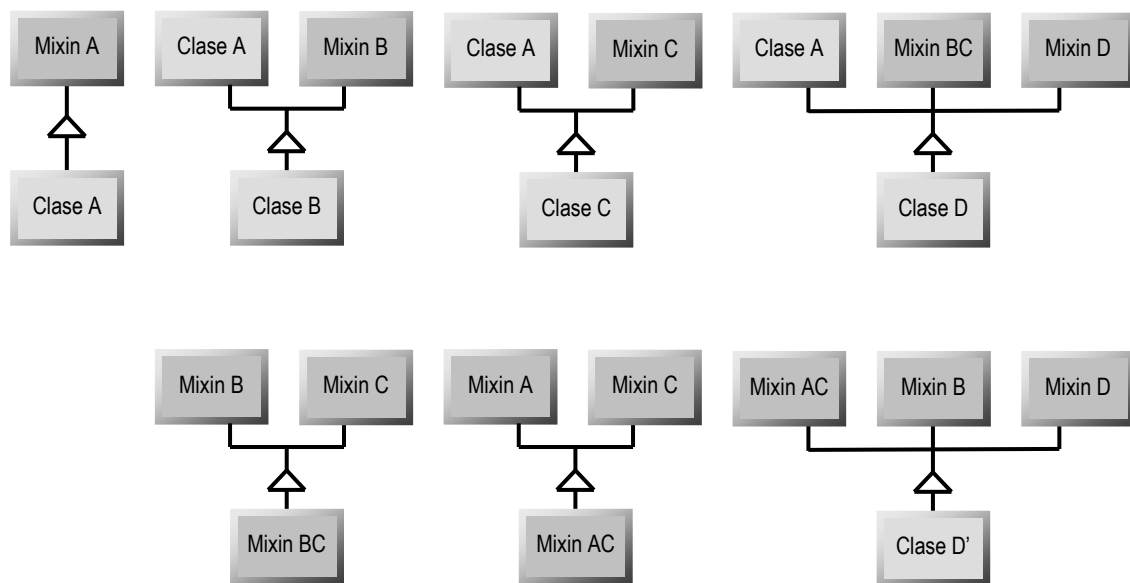 Mixin A
Clase A
Mixin B
Clase A
Mixin C
Clase A
Mixin BC
Mixin D
Clase A
Clase B
Clase C
Clase D
Mixin B
Mixin C
Mixin A
Mixin C
Mixin AC
Mixin B
Mixin D
Mixin BC
Mixin AC
Clase D’